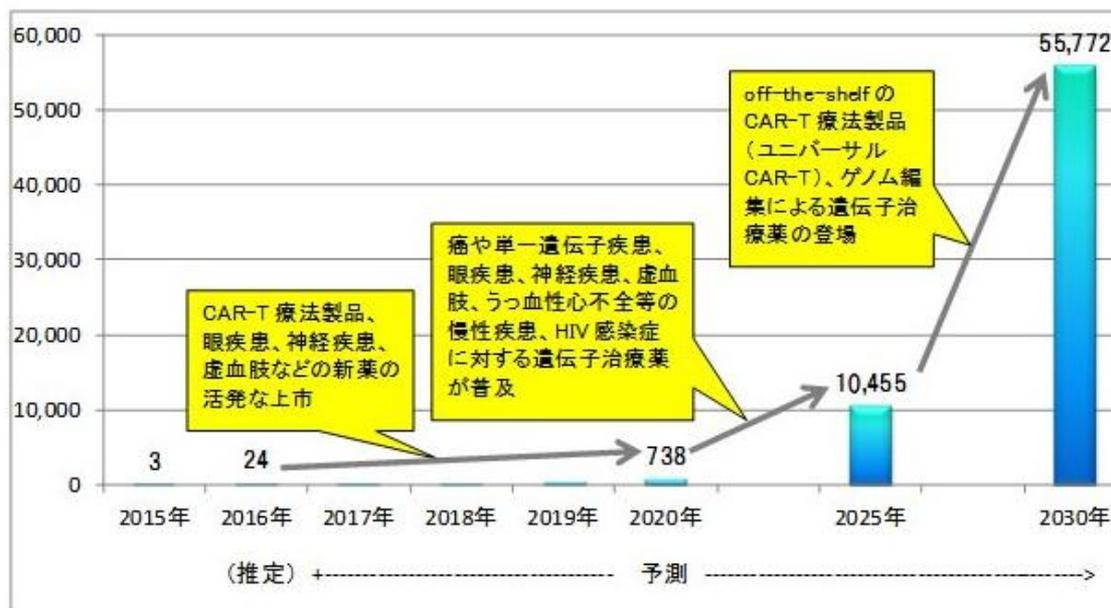 60,000
50,000
40,000
30,000
20,000
10,000
0
55,772
off-the-shelf の
CAR-T 療法製品
(ユニバーサル
CAR-T)、ゲノム編
集による遺伝子治
療薬の登場
癌や単一遺伝子疾患、
眼疾患、神経疾患、虚血
肢、うっ血性心不全等の
慢性疾患、HIV 感染症
に対する遺伝子治療薬
が普及
CAR-T 療法製品、
眼疾患、神経疾患、
虚血肢などの新薬の
活発な上市
3
24
738
10,455
2015年 2016年 2017年 2018年 2019年 2020年 2025年 2030年
(推定) +------------------------------ 予測 ------------------------------------->